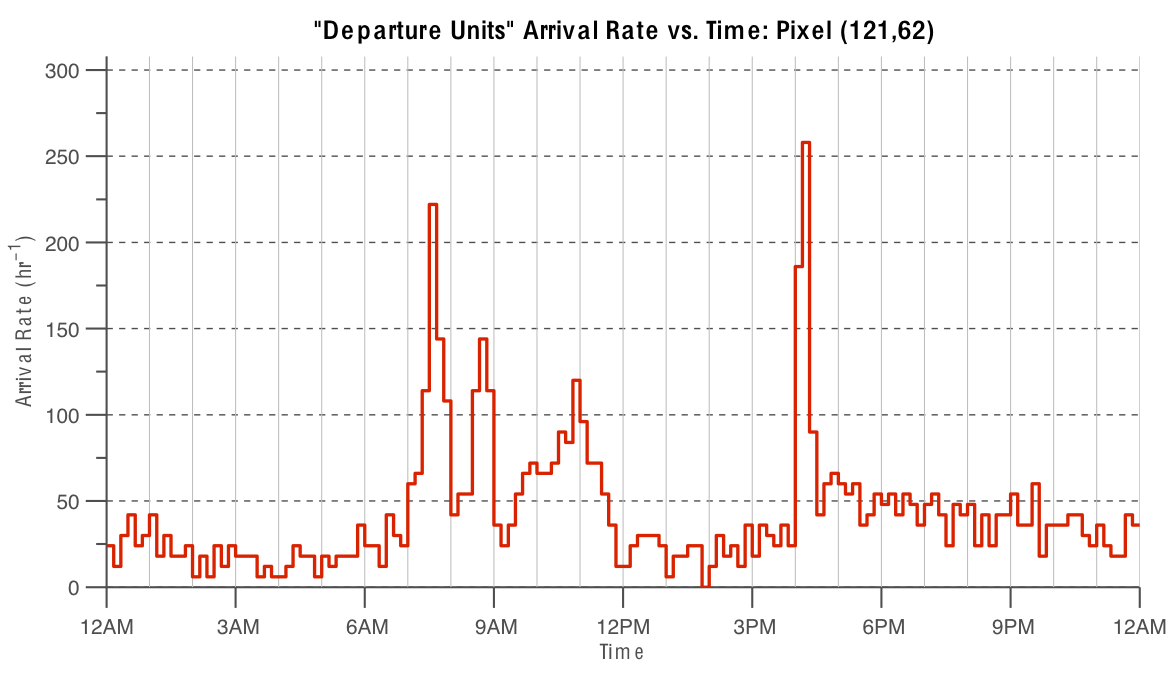 "Departure Units" Arrival Rate vs. Time: Pixel (121,62)
300
250
200
150
100
50
0
Arrival Rate (hr⁻¹)
12AM 3AM 6AM 9AM 12PM 3PM 6PM 9PM 12AM
Time